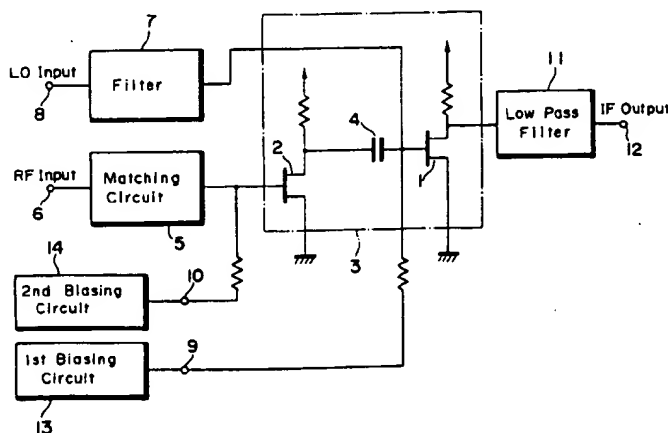 7
LO Input
8
Filter
RF Input
6
Matching
Circuit
5
2
4
1
3
11
Low Pass
Filter
IF Output
12
14
2nd Biasing
Circuit
10
1st Biasing
Circuit
9
13